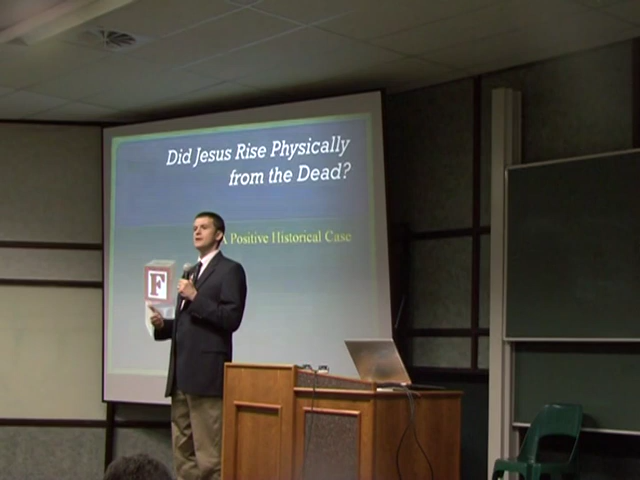 Did Jesus Rise Physically
from the Dead?
A Positive Historical Case
F